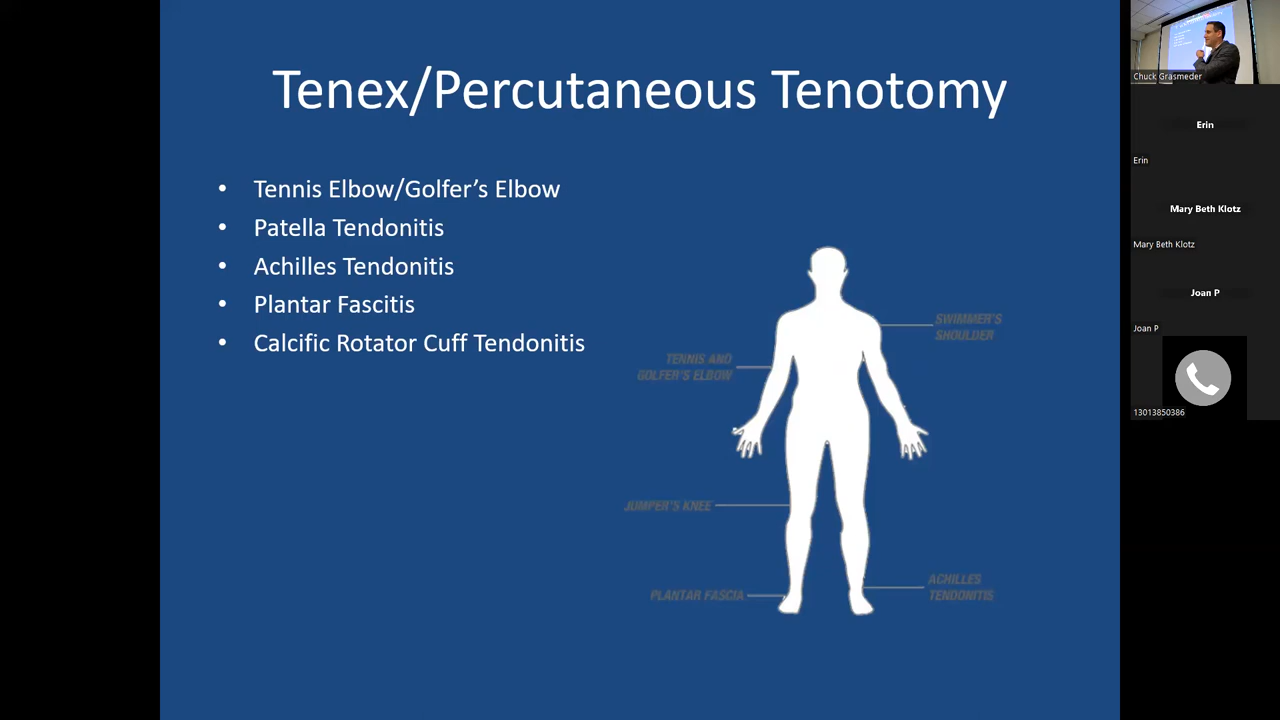 Tenex/Percutaneous Tenotomy
• Tennis Elbow/Golfer's Elbow
• Patella Tendonitis
• Achilles Tendonitis
• Plantar Fascitis
• Calcific Rotator Cuff Tendonitis
SWIMMER'S
SHOULDER
TENNIS AND
GOLFER'S ELBOW
JUMPER'S KNEE
PLANTAR FASCIA
ACHILLES
TENDONITIS
Chuck Grasmeder
Erin
Erin
Mary Beth Klotz
Mary Beth Klotz
Joan P
Joan P
13013850386